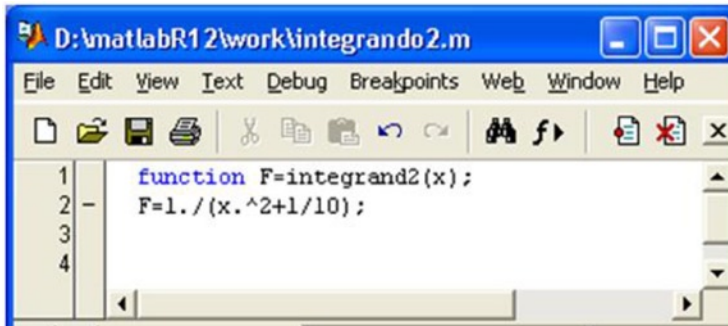 D:\matlabR12\work\integrando2.m
File Edit View Text Debug Breakpoints Web Window Help
1 function F=integrand2(x);
2 - F=1./(x.^2+1/10);
3
4